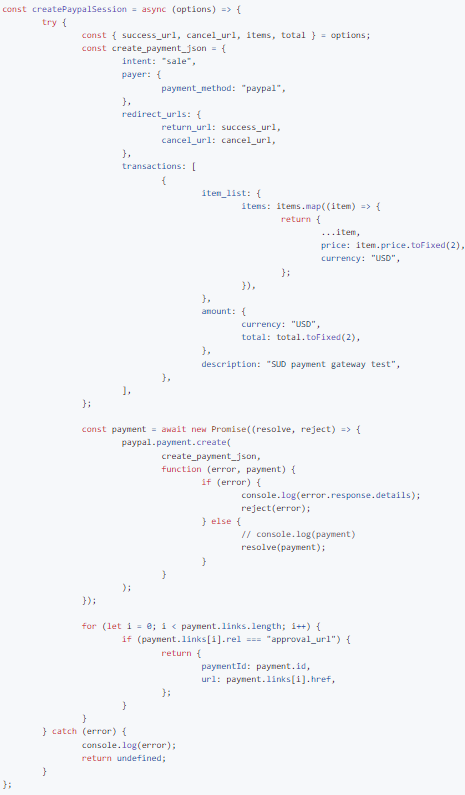 const createPaypalSession = async (options) => {
try {
const { success_url, cancel_url, items, total } = options;
const create_payment_json = {
intent: "sale",
payer: {
payment_method: "paypal",
},
redirect_urls: {
return_url: success_url,
cancel_url: cancel_url,
},
transactions: [
{
item_list: {
items: items.map((item) => {
return {
...item,
price: item.price.toFixed(2),
currency: "USD",
};
}),
},
amount: {
currency: "USD",
total: total.toFixed(2),
},
description: "SUD payment gateway test",
},
],
};
const payment = await new Promise((resolve, reject) => {
paypal.payment.create(
create_payment_json,
function (error, payment) {
if (error) {
console.log(error.response.details);
reject(error);
} else {
// console.log(payment)
resolve(payment);
}
}
);
});
for (let i = 0; i < payment.links.length; i++) {
if (payment.links[i].rel === "approval_url") {
return {
paymentId: payment.id,
url: payment.links[i].href,
};
}
}
} catch (error) {
console.log(error);
return undefined;
}
};